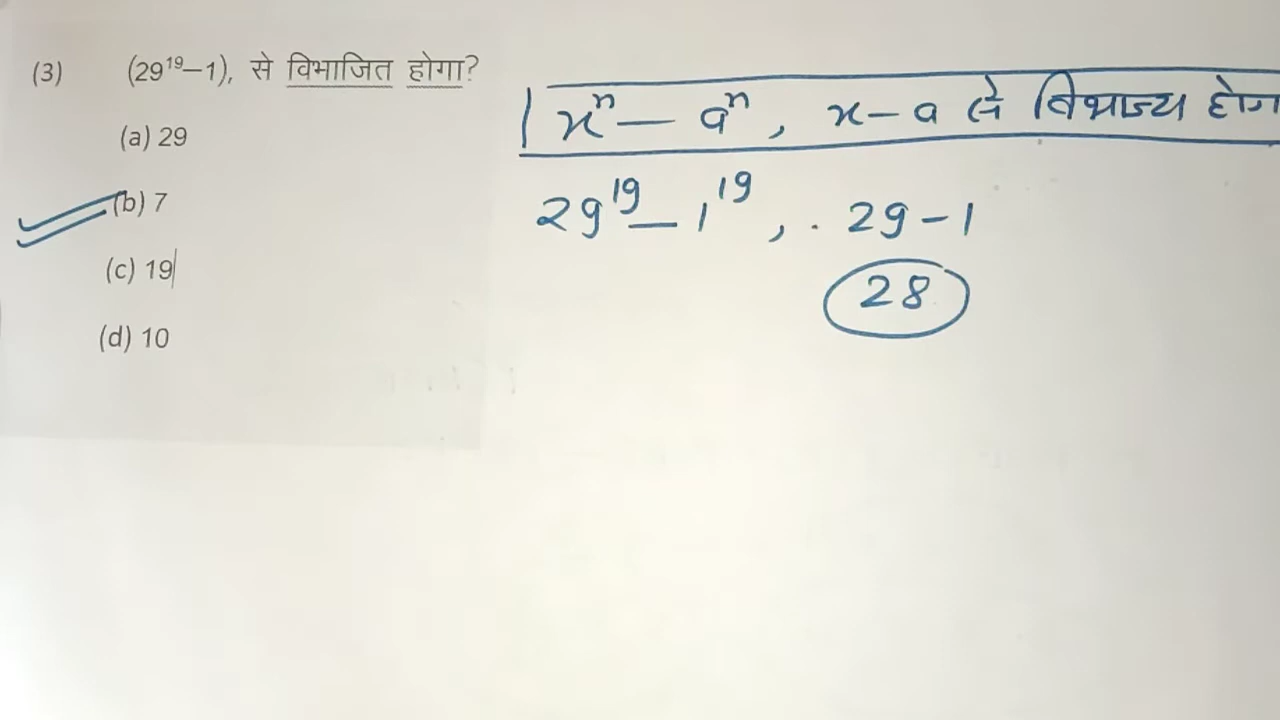 (3) (29¹⁹–1), से विभाजित होगा?
(a) 29
(b) 7
(c) 19
(d) 10
xⁿ – aⁿ, x – a से विभाज्य होगा
29¹⁹ – 1¹⁹, . 29 – 1
28